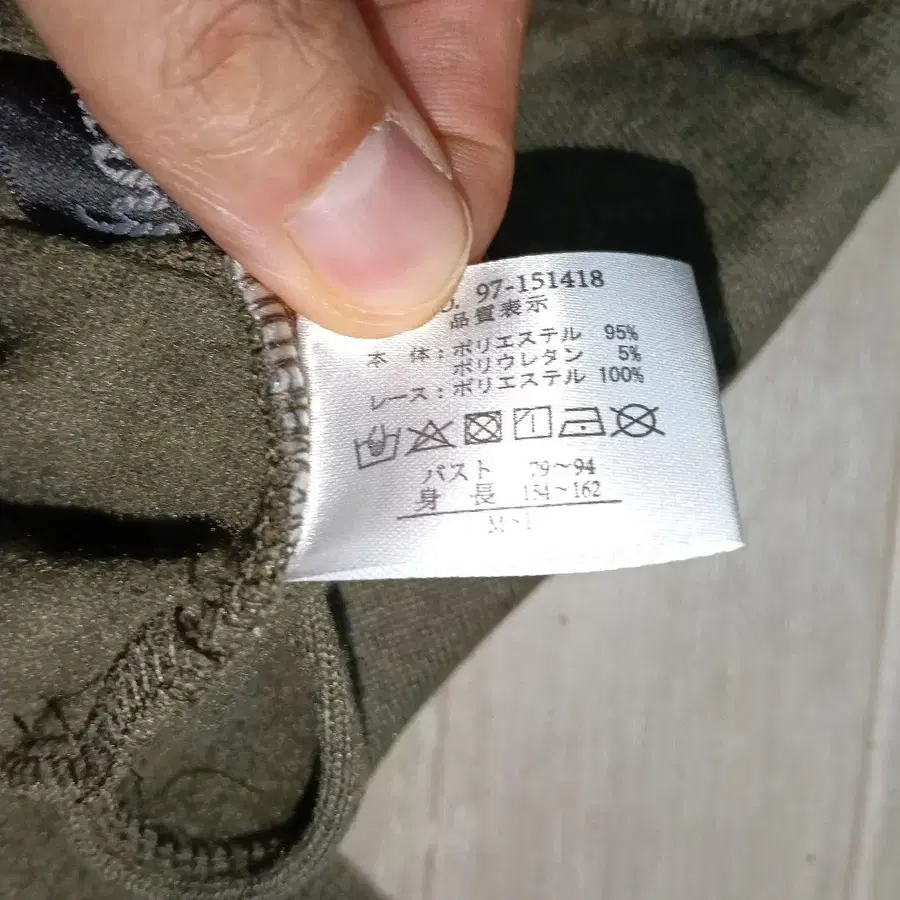 97-151418
品質表示
本 体：ポリエステル 95%
ポリウレタン 5%
レース：ポリエステル 100%
バスト 79～94
身 長 154～162